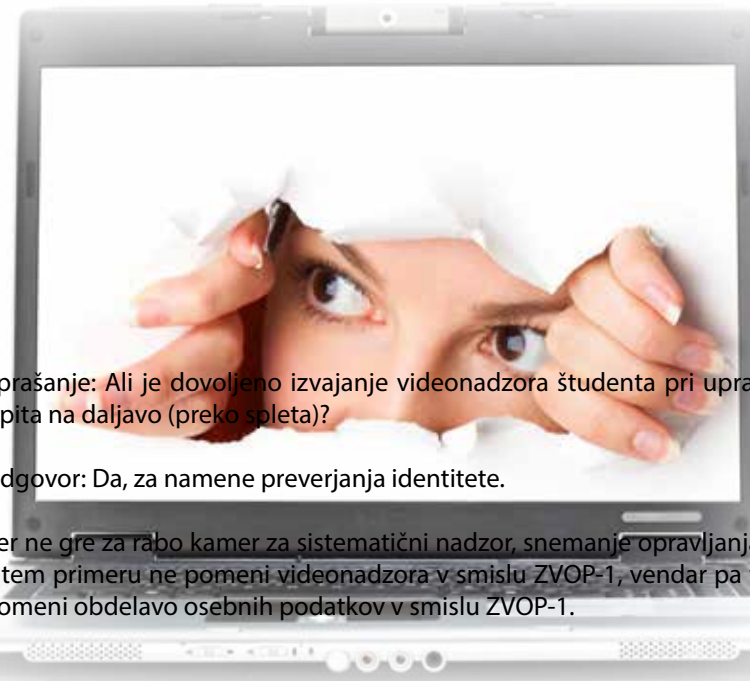 prašanje: Ali je dovoljeno izvajanje videonadzora študenta pri upra
pita na daljavo (preko spleta)?
dgovor: Da, za namene preverjanja identitete.
er ne gre za rabo kamer za sistematični nadzor, snemanje opravljanja
tem primeru ne pomeni videonadzora v smislu ZVOP-1, vendar pa
omeni obdelavo osebnih podatkov v smislu ZVOP-1.